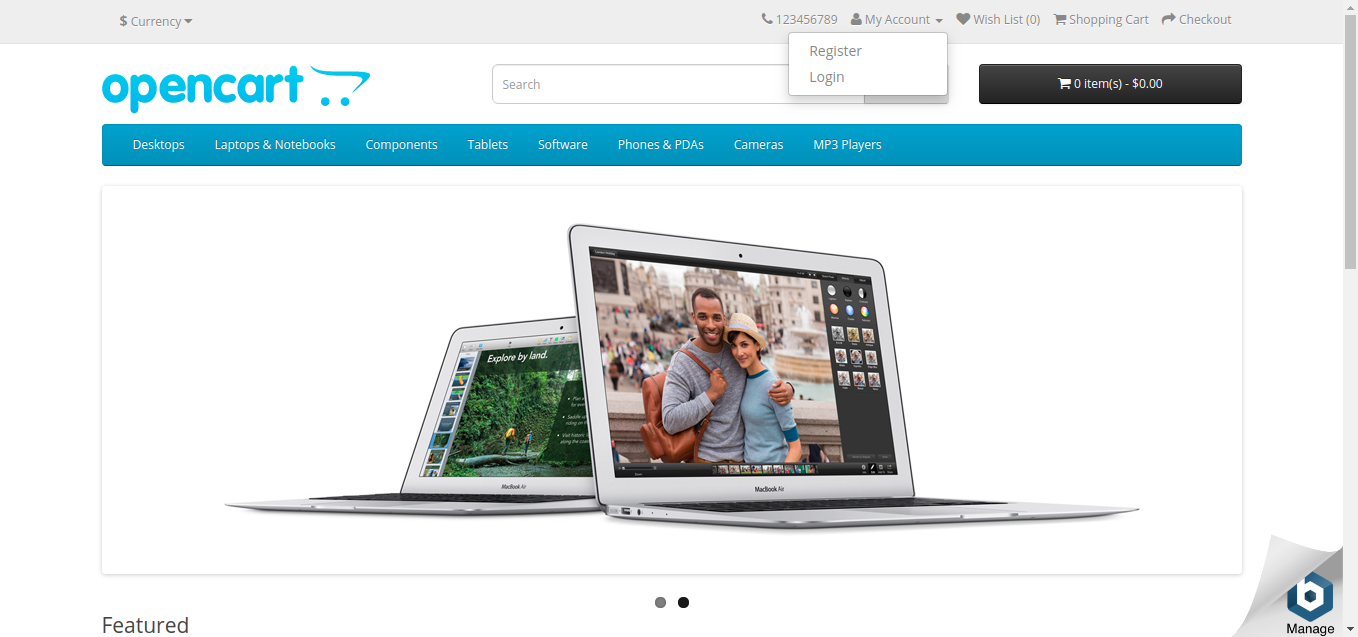 $ Currency
123456789 My Account Wish List (0) Shopping Cart Checkout
Register
Login
opencart
Search
0 item(s) - $0.00
Desktops Laptops & Notebooks Components Tablets Software Phones & PDAs Cameras MP3 Players
Explore by land.
MacBook Air
MacBook Air
Featured
Manage